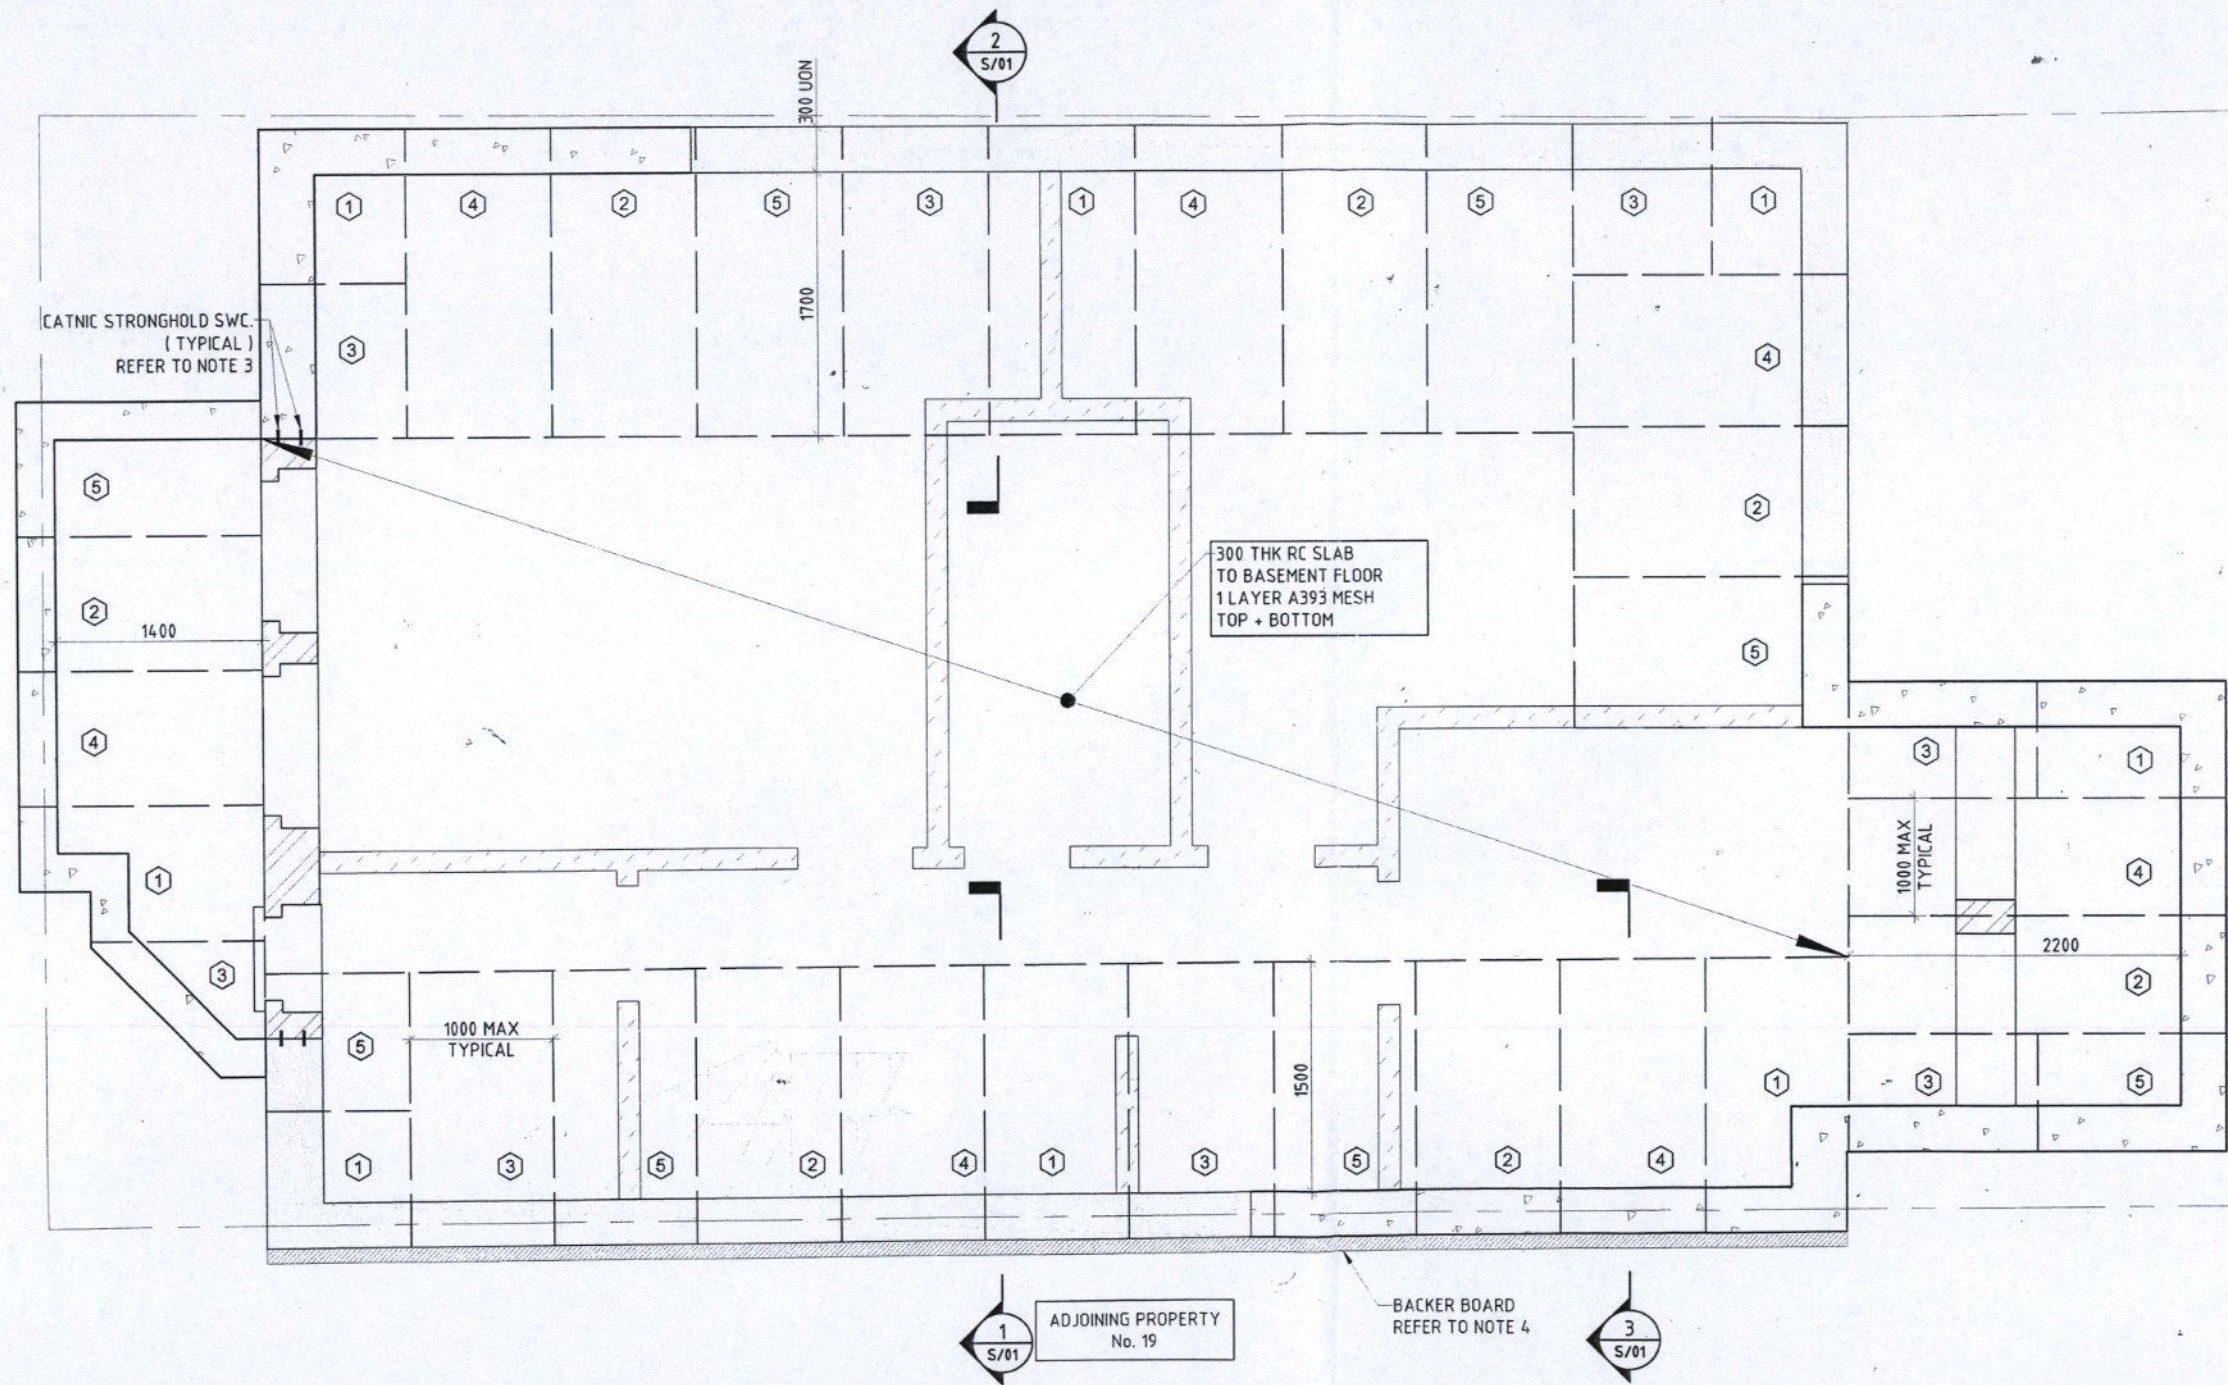 2
S/01
300 UON
1 4 2 5 3 1 4 2 5 3 1
1700
CATNIC STRONGHOLD SWC.
( TYPICAL )
REFER TO NOTE 3
3
4
5
2
300 THK RC SLAB
TO BASEMENT FLOOR
1 LAYER A393 MESH
TOP + BOTTOM
2
1400
5
4
3
1
1000 MAX
TYPICAL
1
4
3
2200
2
5
1000 MAX
TYPICAL
1500
1
3
5
1 3 5 2 4 1 3 5 2 4
1
S/01
ADJOINING PROPERTY
No. 19
BACKER BOARD
REFER TO NOTE 4
3
S/01